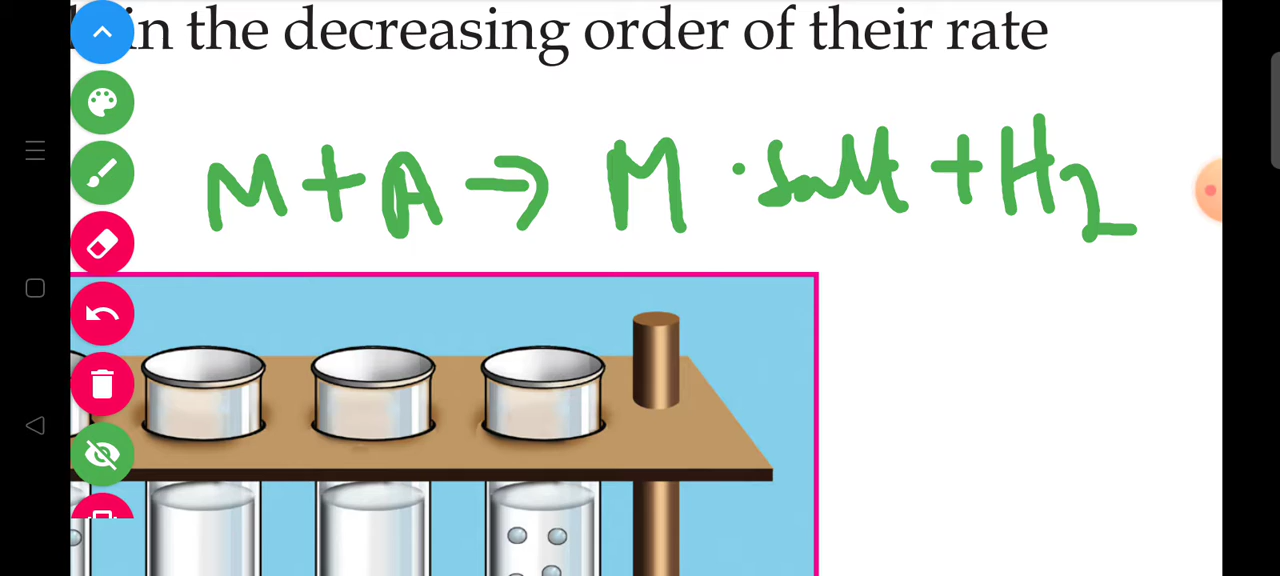 in the decreasing order of their rate
M + A → M . Salt + H2